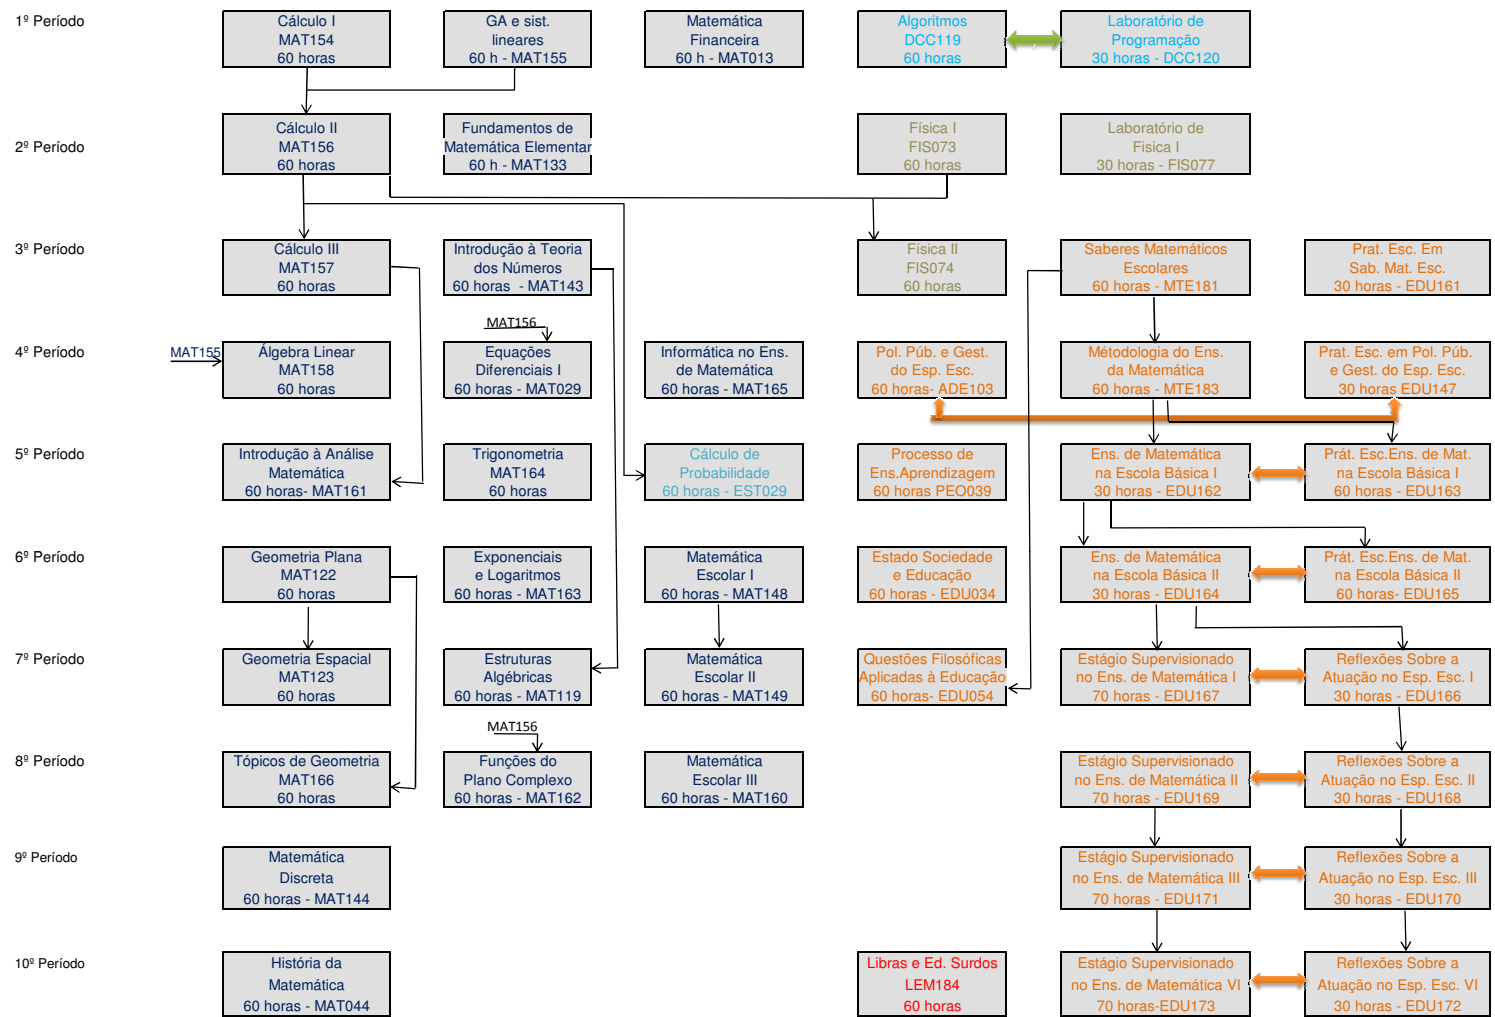 1º Período
Cálculo I
MAT154
60 horas
GA e sist.
lineares
60 h - MAT155
Matemática
Financeira
60 h - MAT013
Algoritmos
DCC119
60 horas
Laboratório de
Programação
30 horas - DCC120
2º Período
Cálculo II
MAT156
60 horas
Fundamentos de
Matemática Elementar
60 h - MAT133
Física I
FIS073
60 horas
Laboratório de
Fisica I
30 horas - FIS077
3º Período
Cálculo III
MAT157
60 horas
Introdução à Teoria
dos Números
60 horas - MAT143
Física II
FIS074
60 horas
Saberes Matemáticos
Escolares
60 horas - MTE181
Prat. Esc. Em
Sab. Mat. Esc.
30 horas - EDU161
4º Período
MAT155
Álgebra Linear
MAT158
60 horas
MAT156
Equações
Diferenciais I
60 horas - MAT029
Informática no Ens.
de Matemática
60 horas - MAT165
Pol. Púb. e Gest.
do Esp. Esc.
60 horas- ADE103
Métodologia do Ens.
da Matemática
60 horas - MTE183
Prat. Esc. em Pol. Púb.
e Gest. do Esp. Esc.
30 horas EDU147
5º Período
Introdução à Análise
Matemática
60 horas- MAT161
Trigonometria
MAT164
60 horas
Cálculo de
Probabilidade
60 horas - EST029
Processo de
Ens.Aprendizagem
60 horas PEO039
Ens. de Matemática
na Escola Básica I
30 horas - EDU162
Prát. Esc.Ens. de Mat.
na Escola Básica I
60 horas - EDU163
6º Período
Geometria Plana
MAT122
60 horas
Exponenciais
e Logaritmos
60 horas - MAT163
Matemática
Escolar I
60 horas - MAT148
Estado Sociedade
e Educação
60 horas - EDU034
Ens. de Matemática
na Escola Básica II
30 horas - EDU164
Prát. Esc.Ens. de Mat.
na Escola Básica II
60 horas- EDU165
7º Período
Geometria Espacial
MAT123
60 horas
Estruturas
Algébricas
60 horas - MAT119
Matemática
Escolar II
60 horas - MAT149
Questões Filosóficas
Aplicadas à Educação
60 horas- EDU054
Estágio Supervisionado
no Ens. de Matemática I
70 horas - EDU167
Reflexões Sobre a
Atuação no Esp. Esc. I
30 horas - EDU166
8º Período
Tópicos de Geometria
MAT166
60 horas
MAT156
Funções do
Plano Complexo
60 horas - MAT162
Matemática
Escolar III
60 horas - MAT160
Estágio Supervisionado
no Ens. de Matemática II
70 horas - EDU169
Reflexões Sobre a
Atuação no Esp. Esc. II
30 horas - EDU168
9º Período
Matemática
Discreta
60 horas - MAT144
Estágio Supervisionado
no Ens. de Matemática III
70 horas - EDU171
Reflexões Sobre a
Atuação no Esp. Esc. III
30 horas - EDU170
10º Período
História da
Matemática
60 horas - MAT044
Libras e Ed. Surdos
LEM184
60 horas
Estágio Supervisionado
no Ens. de Matemática VI
70 horas-EDU173
Reflexões Sobre a
Atuação no Esp. Esc. VI
30 horas - EDU172